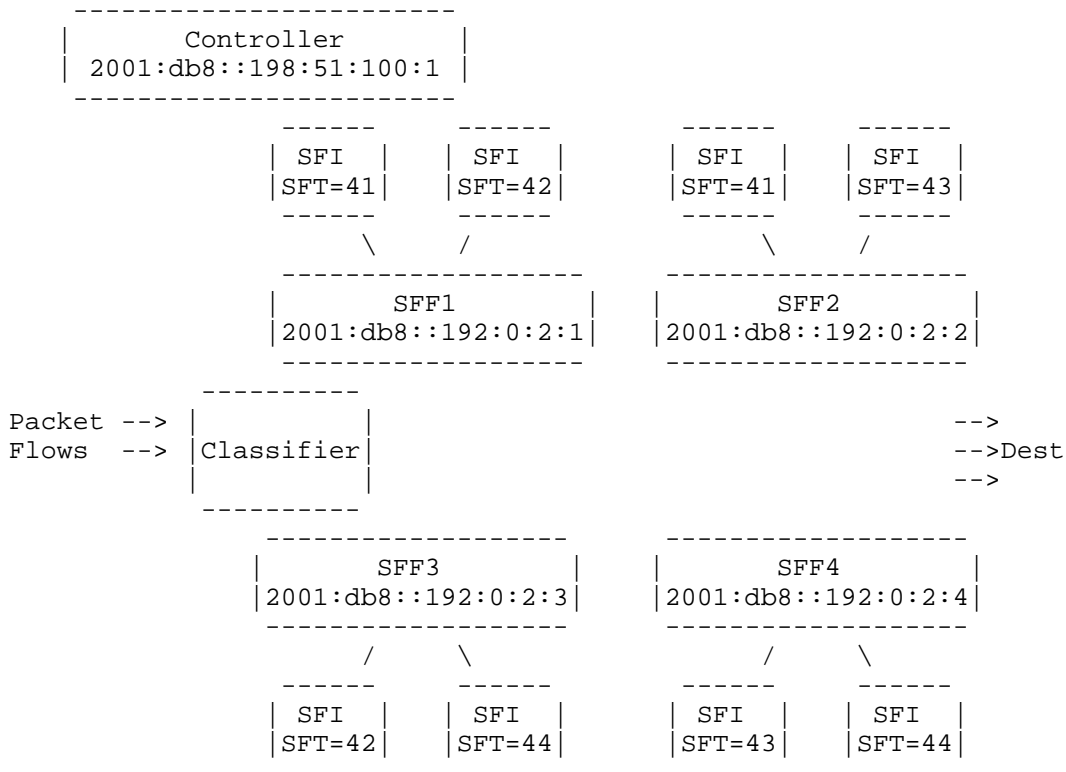 Controller
2001:db8::198:51:100:1
SFI SFI SFI SFI
SFT=41 SFT=42 SFT=41 SFT=43
SFF1 SFF2
2001:db8::192:0:2:1 2001:db8::192:0:2:2
Packet -->  -->
Flows --> Classifier -->Dest
-->
SFF3 SFF4
2001:db8::192:0:2:3 2001:db8::192:0:2:4
SFI SFI SFI SFI
SFT=42 SFT=44 SFT=43 SFT=44